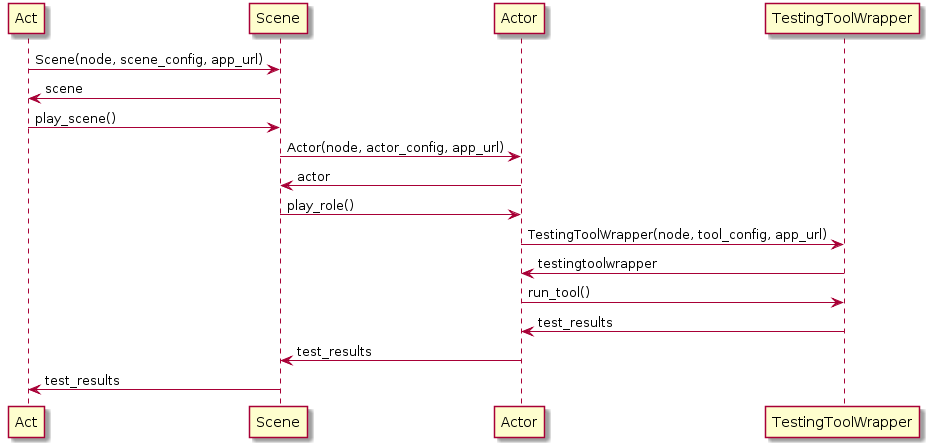 Act
Scene
Actor
TestingToolWrapper
Scene(node, scene_config, app_url)
scene
play_scene()
Actor(node, actor_config, app_url)
actor
play_role()
TestingToolWrapper(node, tool_config, app_url)
testingtoolwrapper
run_tool()
test_results
test_results
test_results
Act
Scene
Actor
TestingToolWrapper